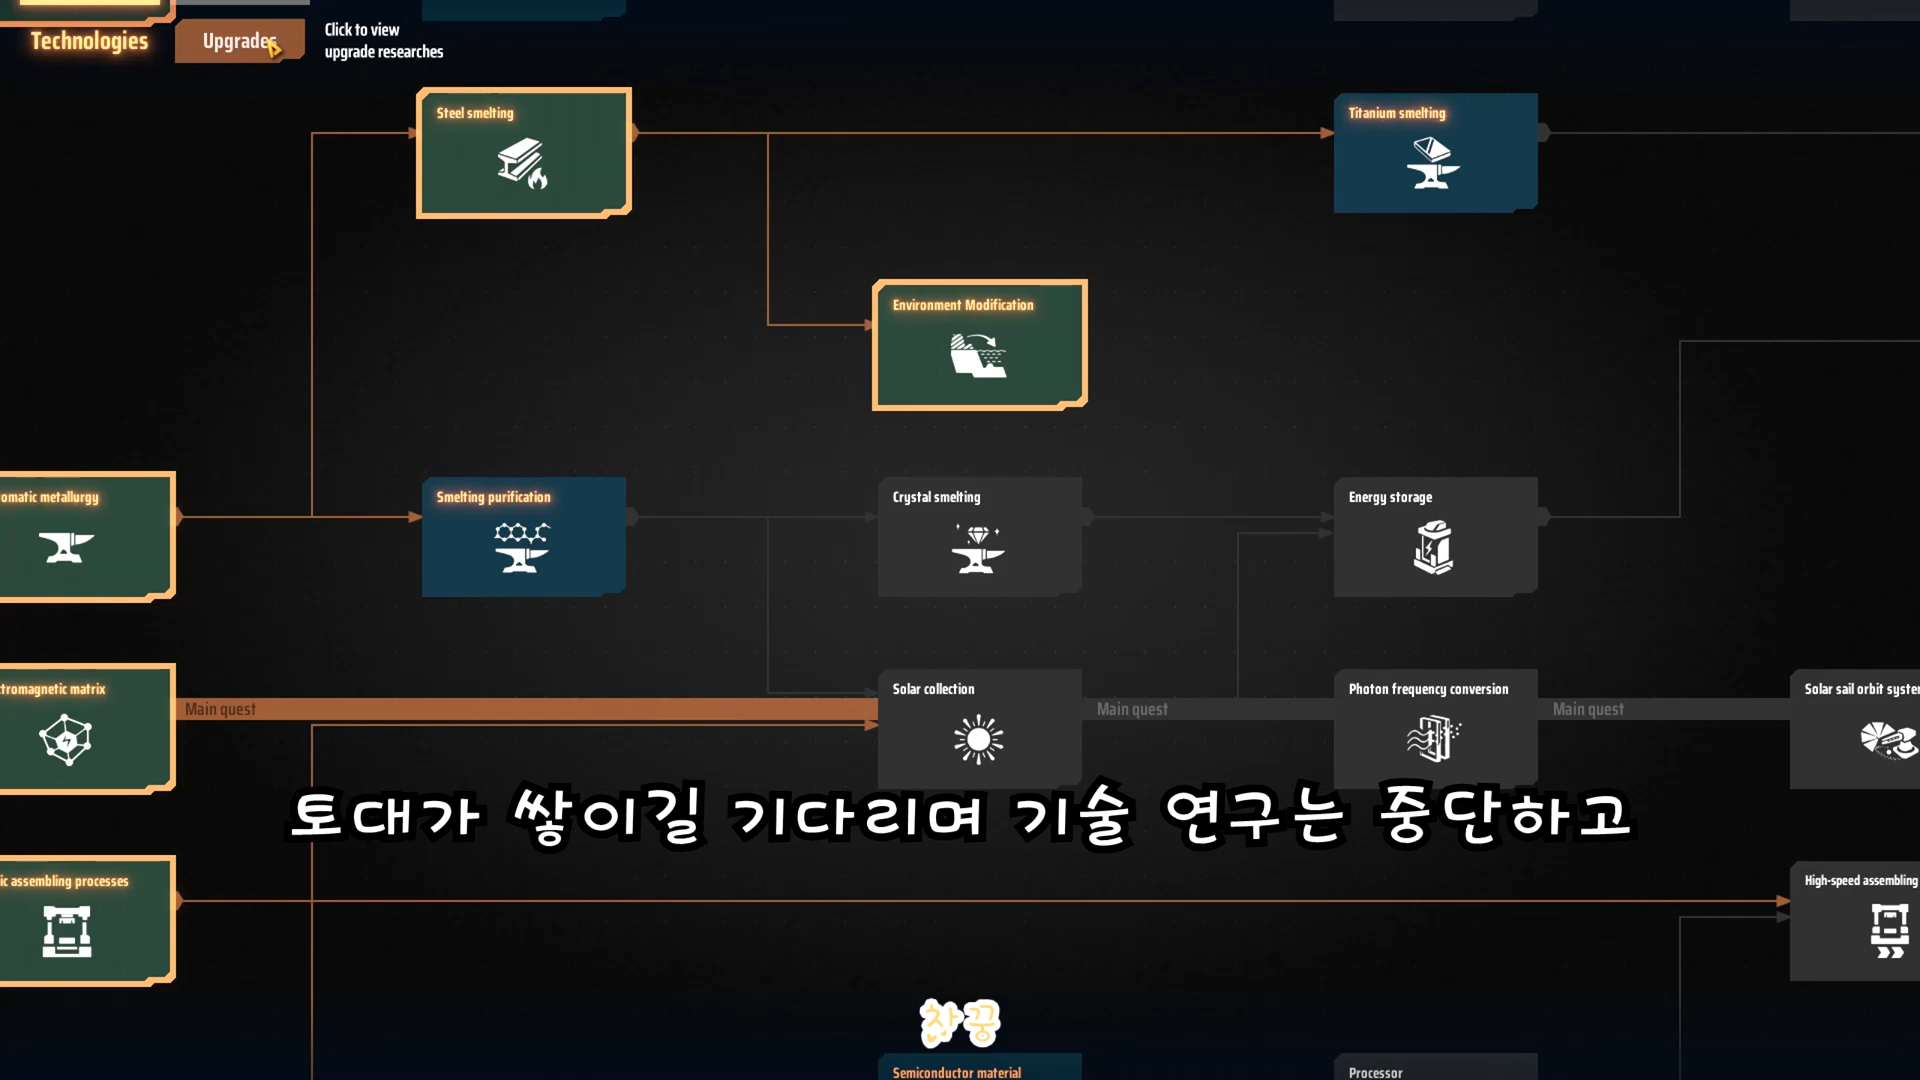 Technologies
Upgrades
Click to view
upgrade researches
Steel smelting
Titanium smelting
Environment Modification
omatic metallurgy
Smelting purification
Crystal smelting
Energy storage
tromagnetic matrix
Main quest
Solar collection
Main quest
Photon frequency conversion
Main quest
Solar sail orbit syste
토대가 쌓이길 기다리며 기술 연구는 중단하고
ic assembling processes
High-speed assembling
찬꿍
Semiconductor material
Processor